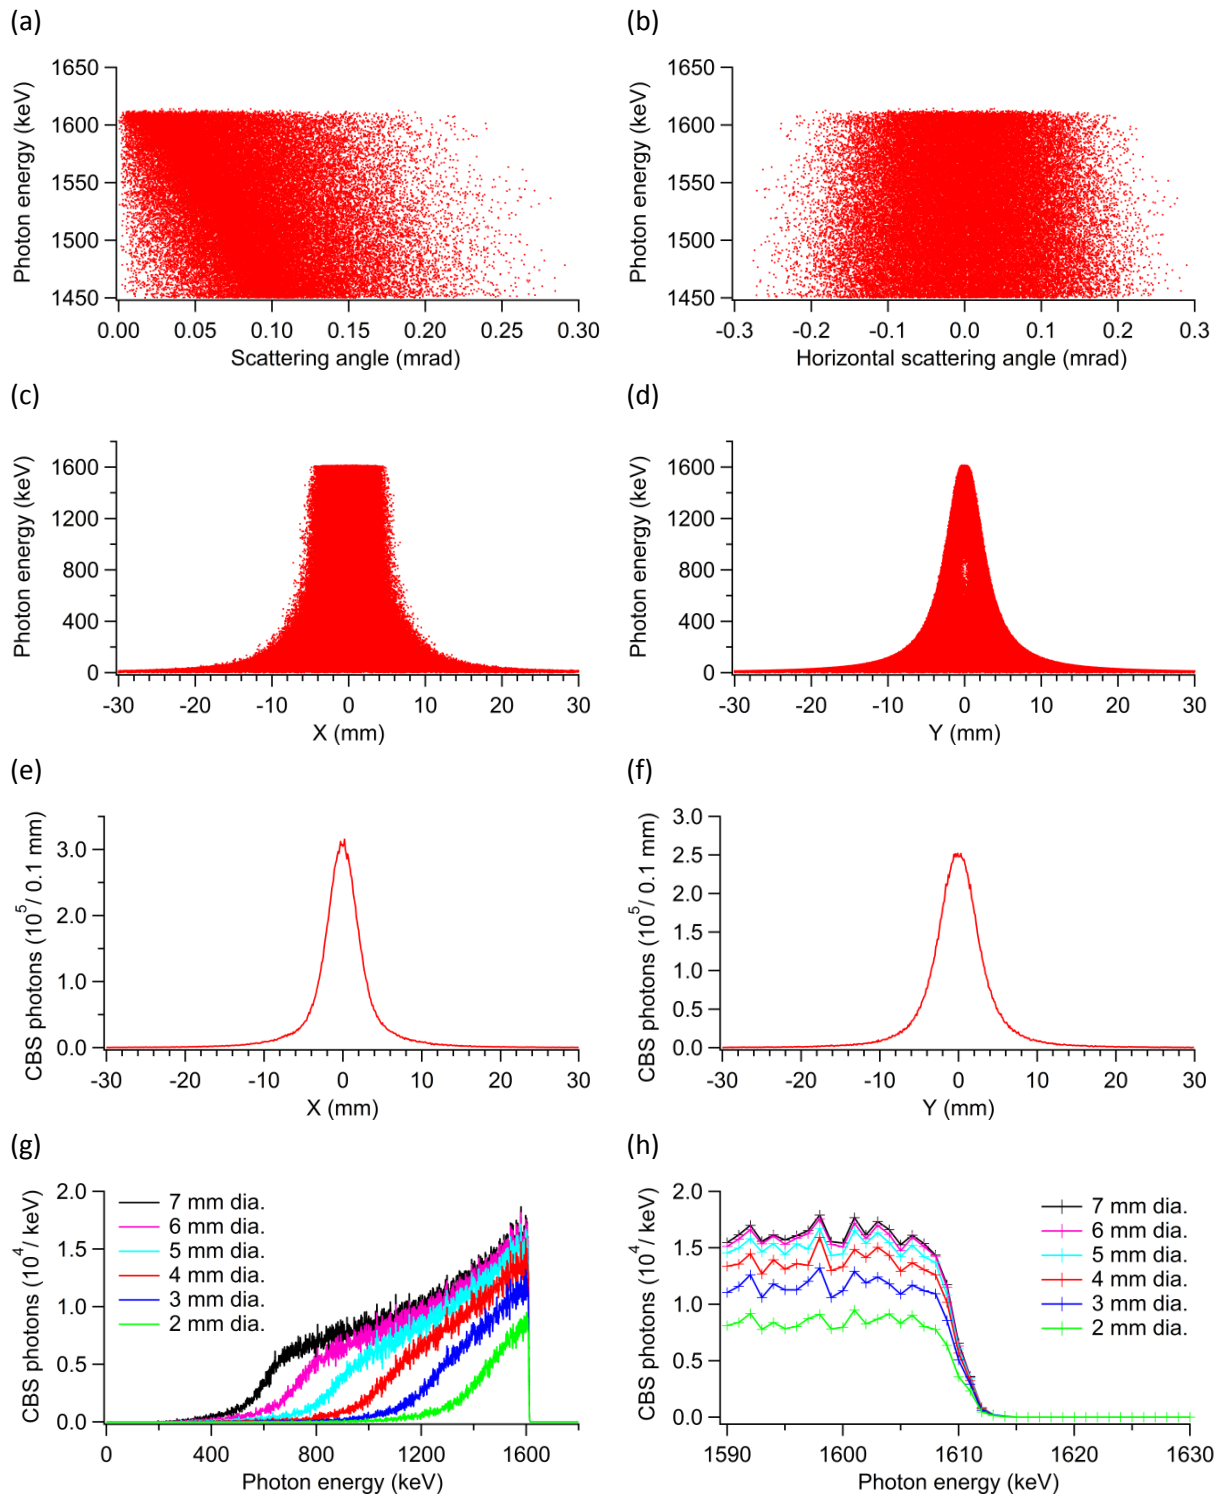 (a)
(b)
Photon energy (keV)
1650
1600
1550
1500
1450
0.00 0.05 0.10 0.15 0.20 0.25 0.30
Scattering angle (mrad)
Photon energy (keV)
1650
1600
1550
1500
1450
-0.3 -0.2 -0.1 0.0 0.1 0.2 0.3
Horizontal scattering angle (mrad)
(c)
(d)
Photon energy (keV)
1600
1200
800
400
0
-30 -20 -10 0 10 20 30
X (mm)
Photon energy (keV)
1600
1200
800
400
0
-30 -20 -10 0 10 20 30
Y (mm)
(e)
(f)
CBS photons (10⁵/ 0.1 mm)
3.0
2.0
1.0
0.0
-30 -20 -10 0 10 20 30
X (mm)
CBS photons (10⁵/ 0.1 mm)
3.0
2.5
2.0
1.5
1.0
0.5
0.0
-30 -20 -10 0 10 20 30
Y (mm)
(g)
(h)
CBS photons (10⁴/ keV)
2.0
1.5
1.0
0.5
0.0
7 mm dia.
6 mm dia.
5 mm dia.
4 mm dia.
3 mm dia.
2 mm dia.
0 400 800 1200 1600
Photon energy (keV)
CBS photons (10⁴/ keV)
2.0
1.5
1.0
0.5
0.0
7 mm dia.
6 mm dia.
5 mm dia.
4 mm dia.
3 mm dia.
2 mm dia.
1590 1600 1610 1620 1630
Photon energy (keV)